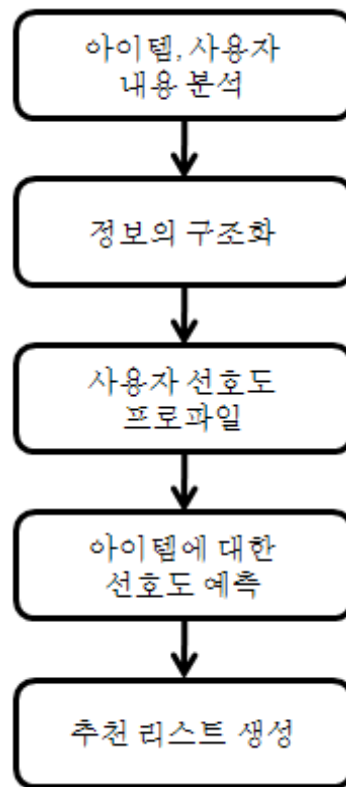 아이템, 사용자
내용 분석
정보의 구조화
사용자 선호도
프로파일
아이템에 대한
선호도 예측
추천 리스트 생성